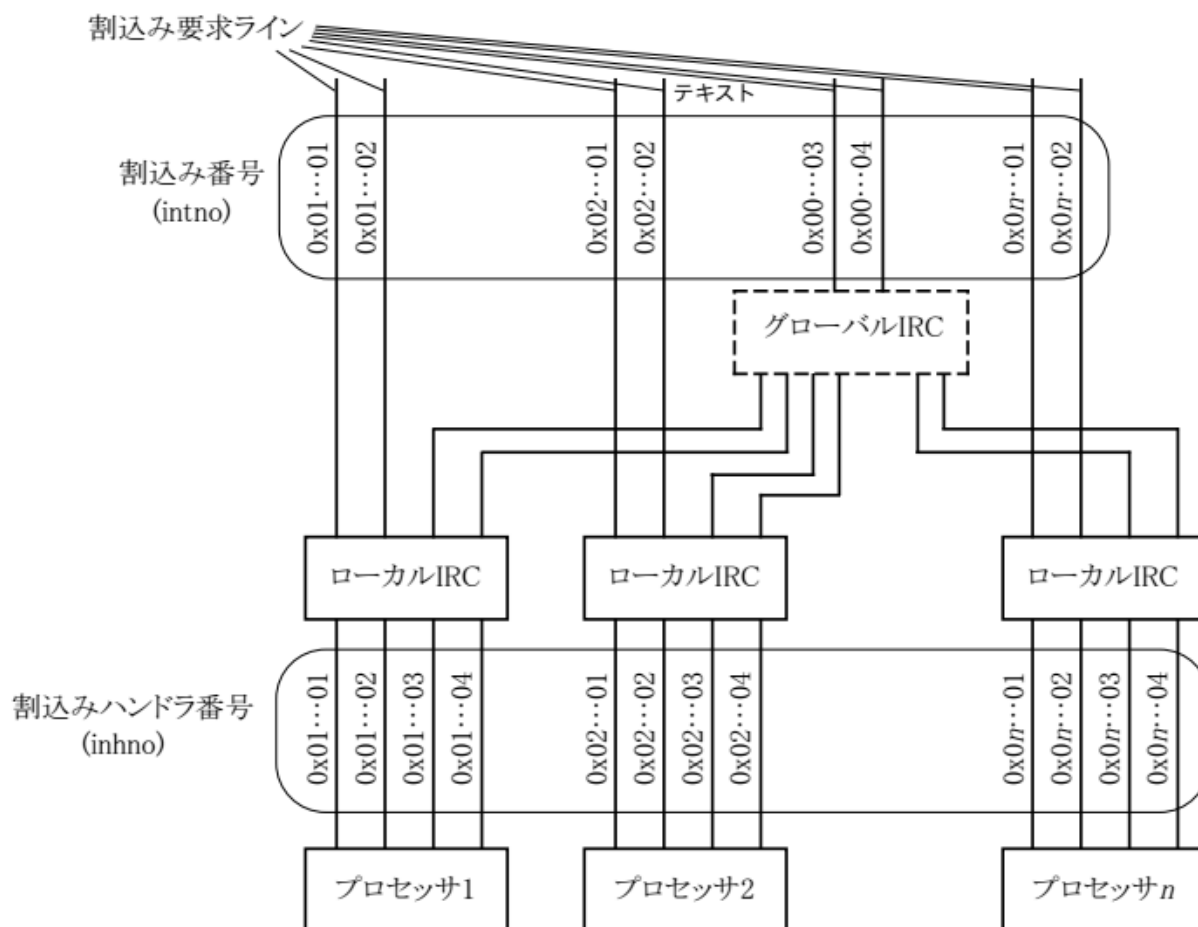 割込み要求ライン
テキスト
割込み番号
(intno)
0x01…01
0x01…02
0x02…01
0x02…02
0x00…03
0x00…04
0x0n…01
0x0n…02
グローバルIRC
ローカルIRC
ローカルIRC
ローカルIRC
割込みハンドラ番号
(inhno)
0x01…01
0x01…02
0x01…03
0x01…04
0x02…01
0x02…02
0x02…03
0x02…04
0x0n…01
0x0n…02
0x0n…03
0x0n…04
プロセッサ1
プロセッサ2
プロセッサn